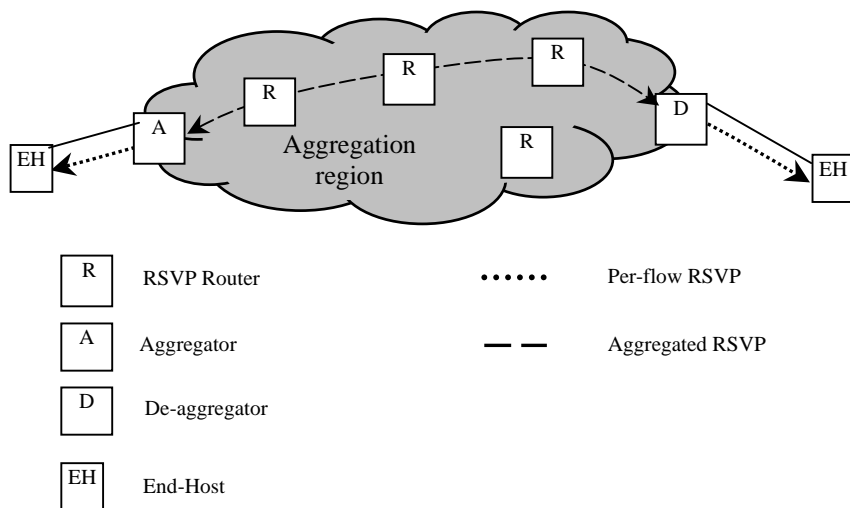 R
R
R
A
D
EH
Aggregation
region
R
EH
R
RSVP Router
Per-flow RSVP
A
Aggregator
Aggregated RSVP
D
De-aggregator
EH
End-Host